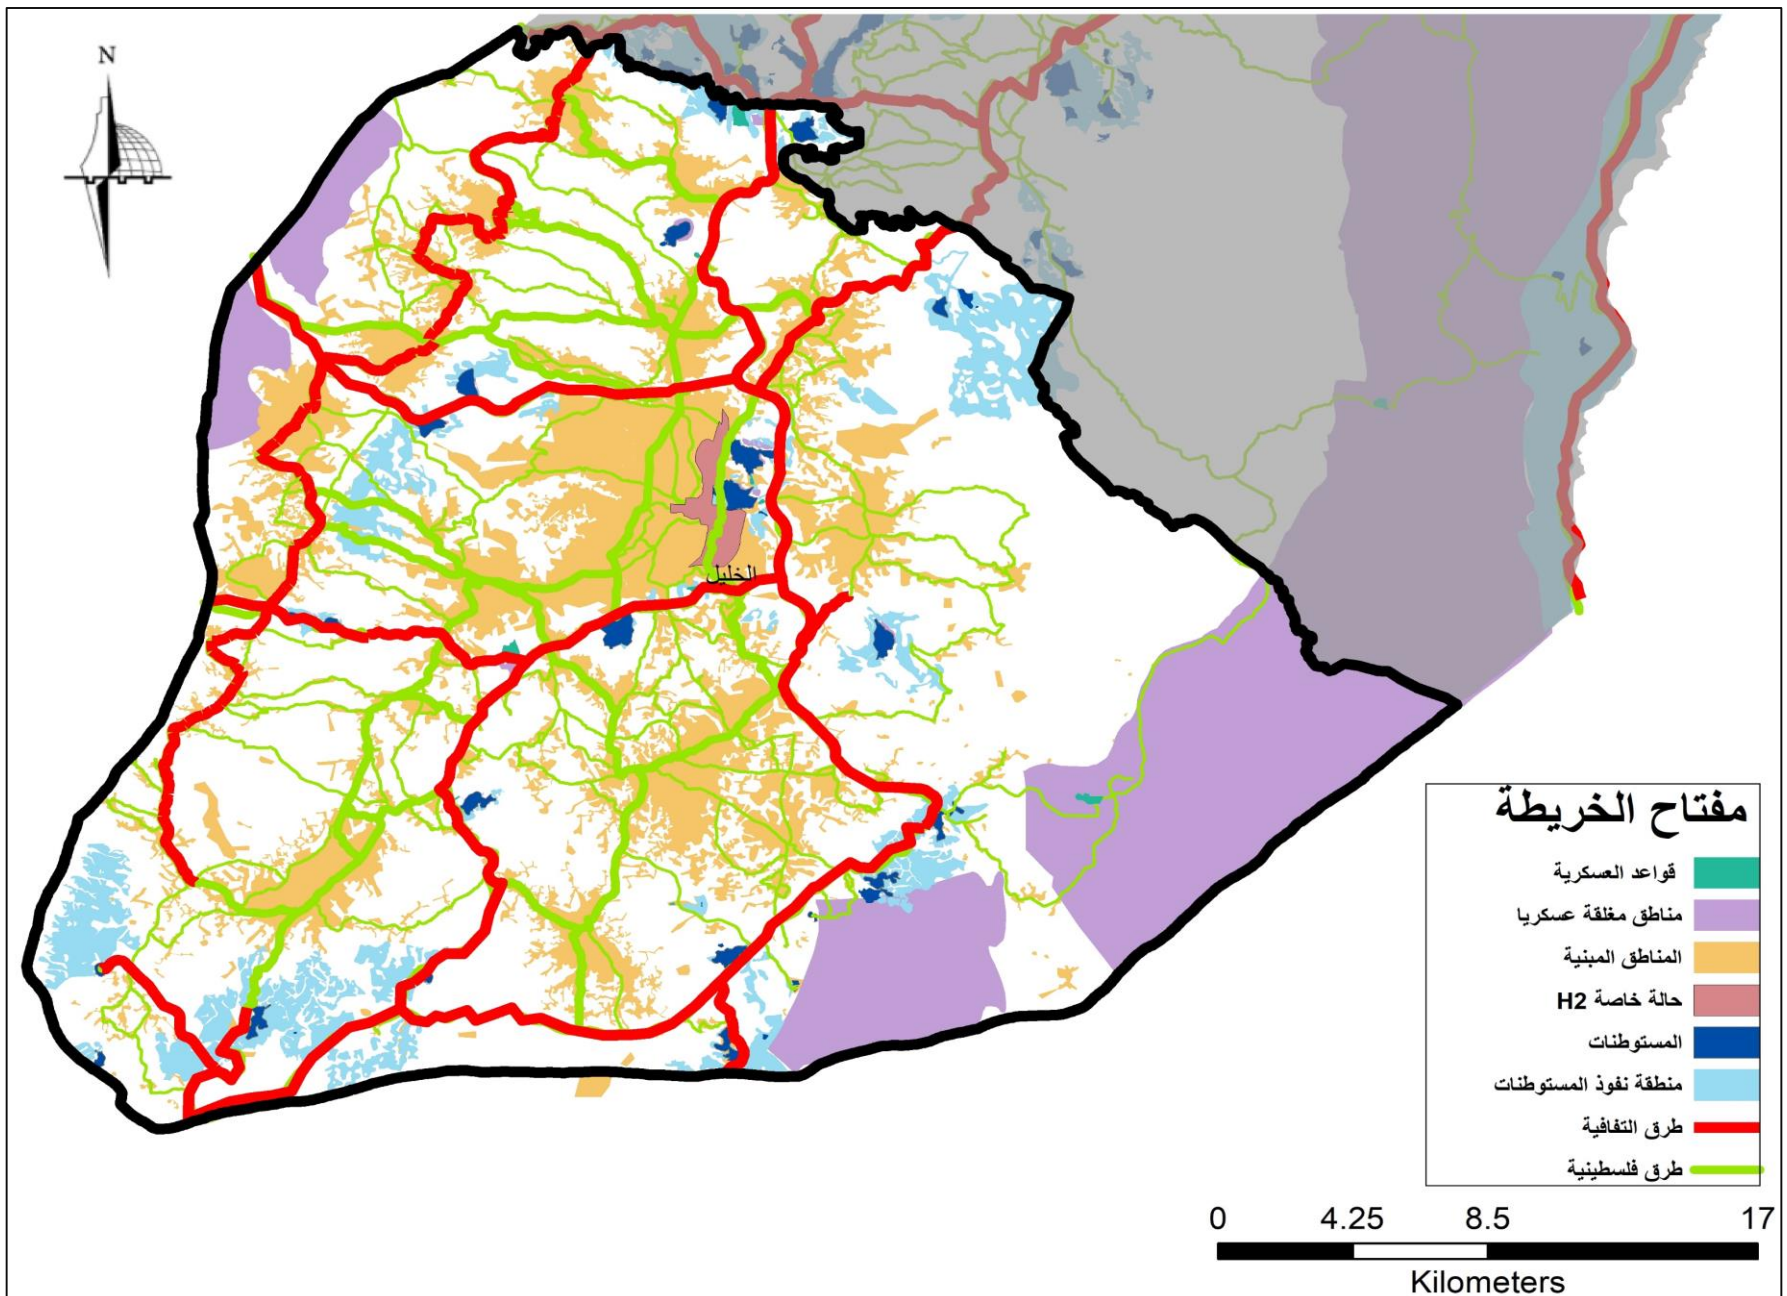 N
الخليل
مفتاح الخريطة
قواعد العسكرية
مناطق مغلقة عسكريا
المناطق المبنية
حالة خاصة H2
المستوطنات
منطقة نفوذ المستوطنات
طرق التفافية
طرق فلسطينية
0 4.25 8.5 17
Kilometers